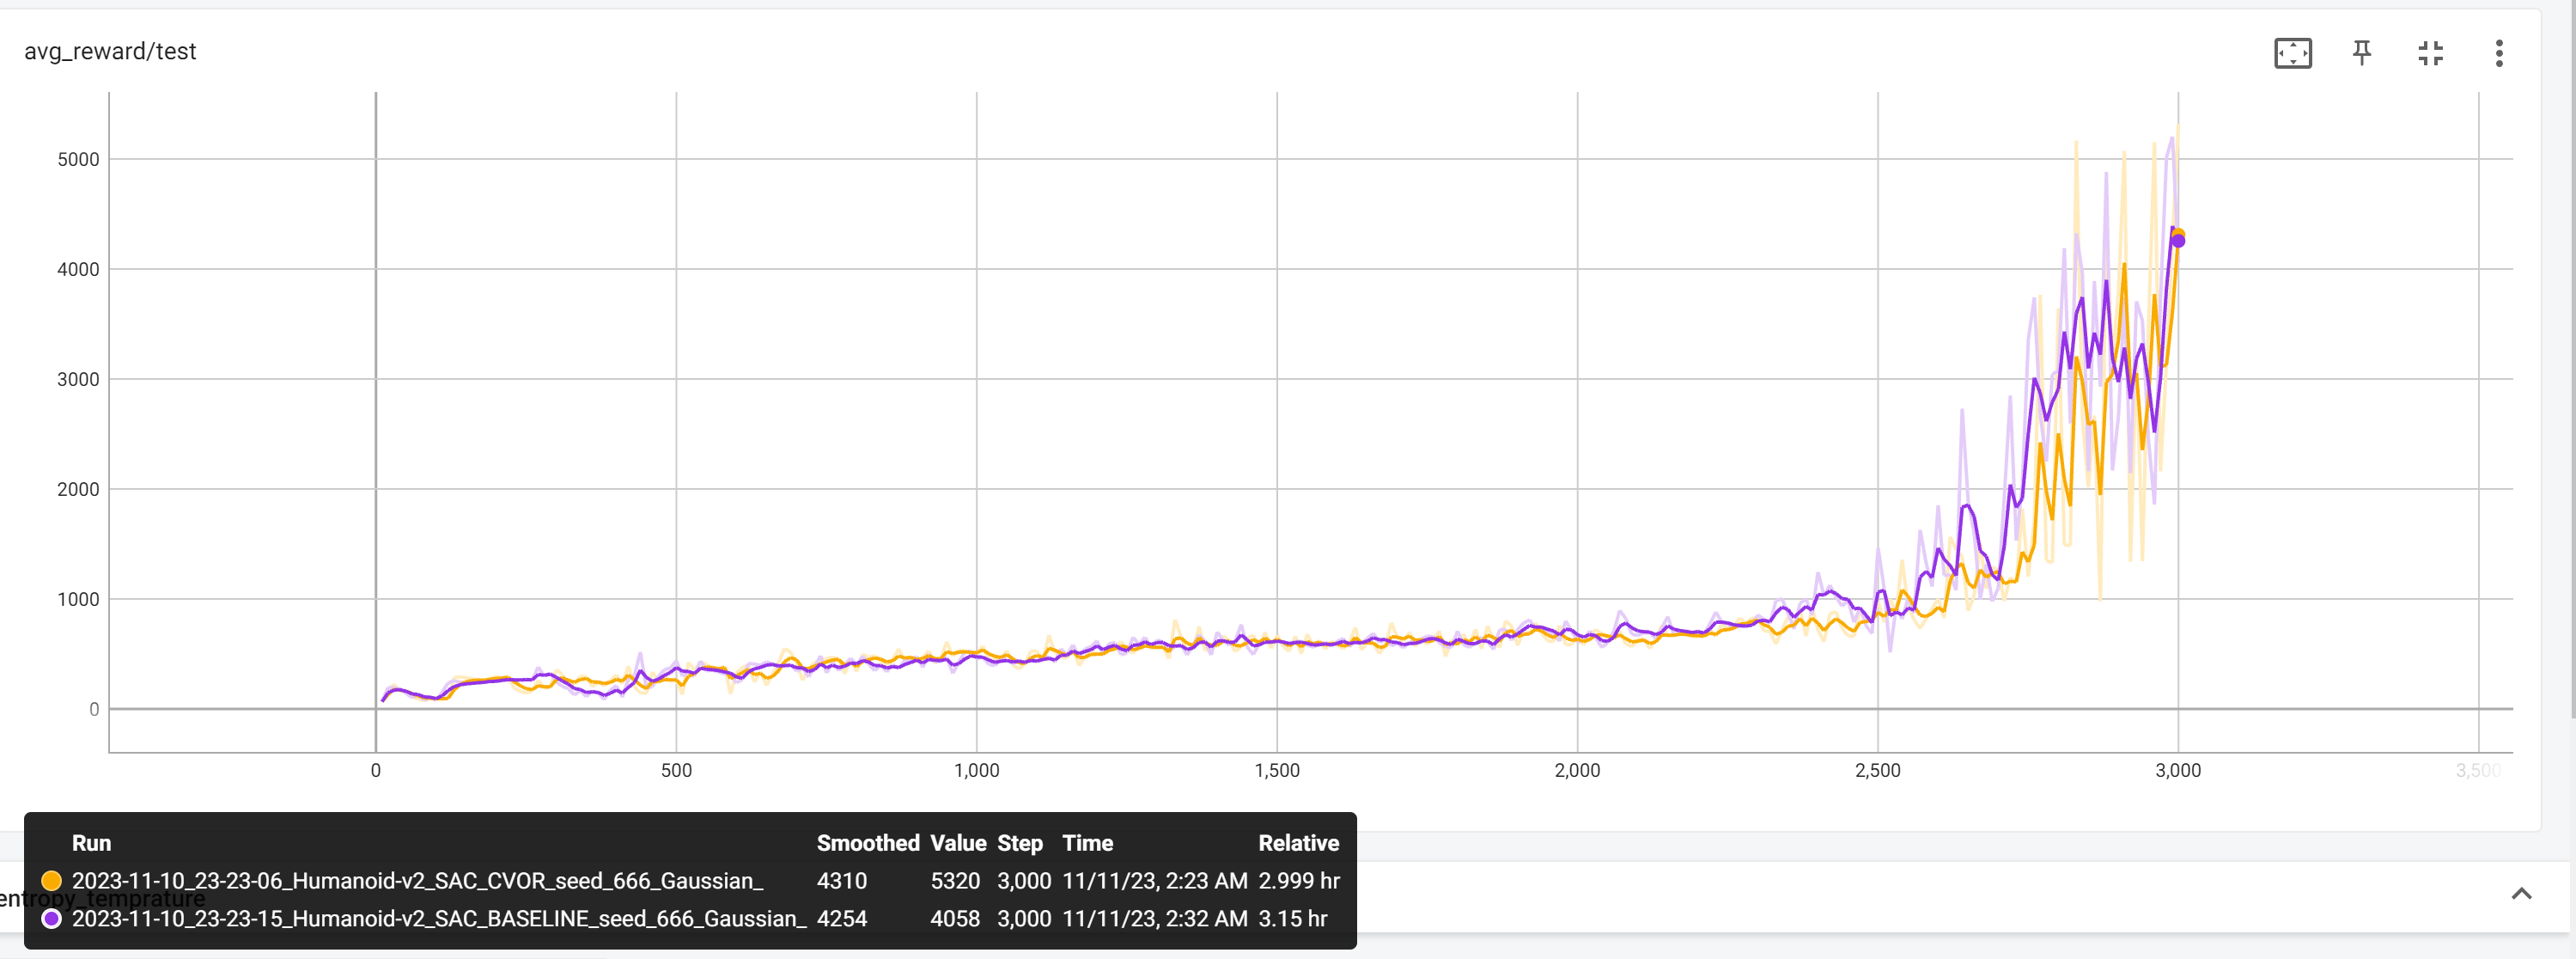 avg_reward/test
5000
4000
3000
2000
1000
0
0 500 1,000 1,500 2,000 2,500 3,000 3,500
Run Smoothed Value Step Time Relative
2023-11-10_23-23-06_Humanoid-v2_SAC_CVOR_seed_666_Gaussian_ 4310 5320 3,000 11/11/23, 2:23 AM 2.999 hr
entropy_temprature
2023-11-10_23-23-15_Humanoid-v2_SAC_BASELINE_seed_666_Gaussian_ 4254 4058 3,000 11/11/23, 2:32 AM 3.15 hr